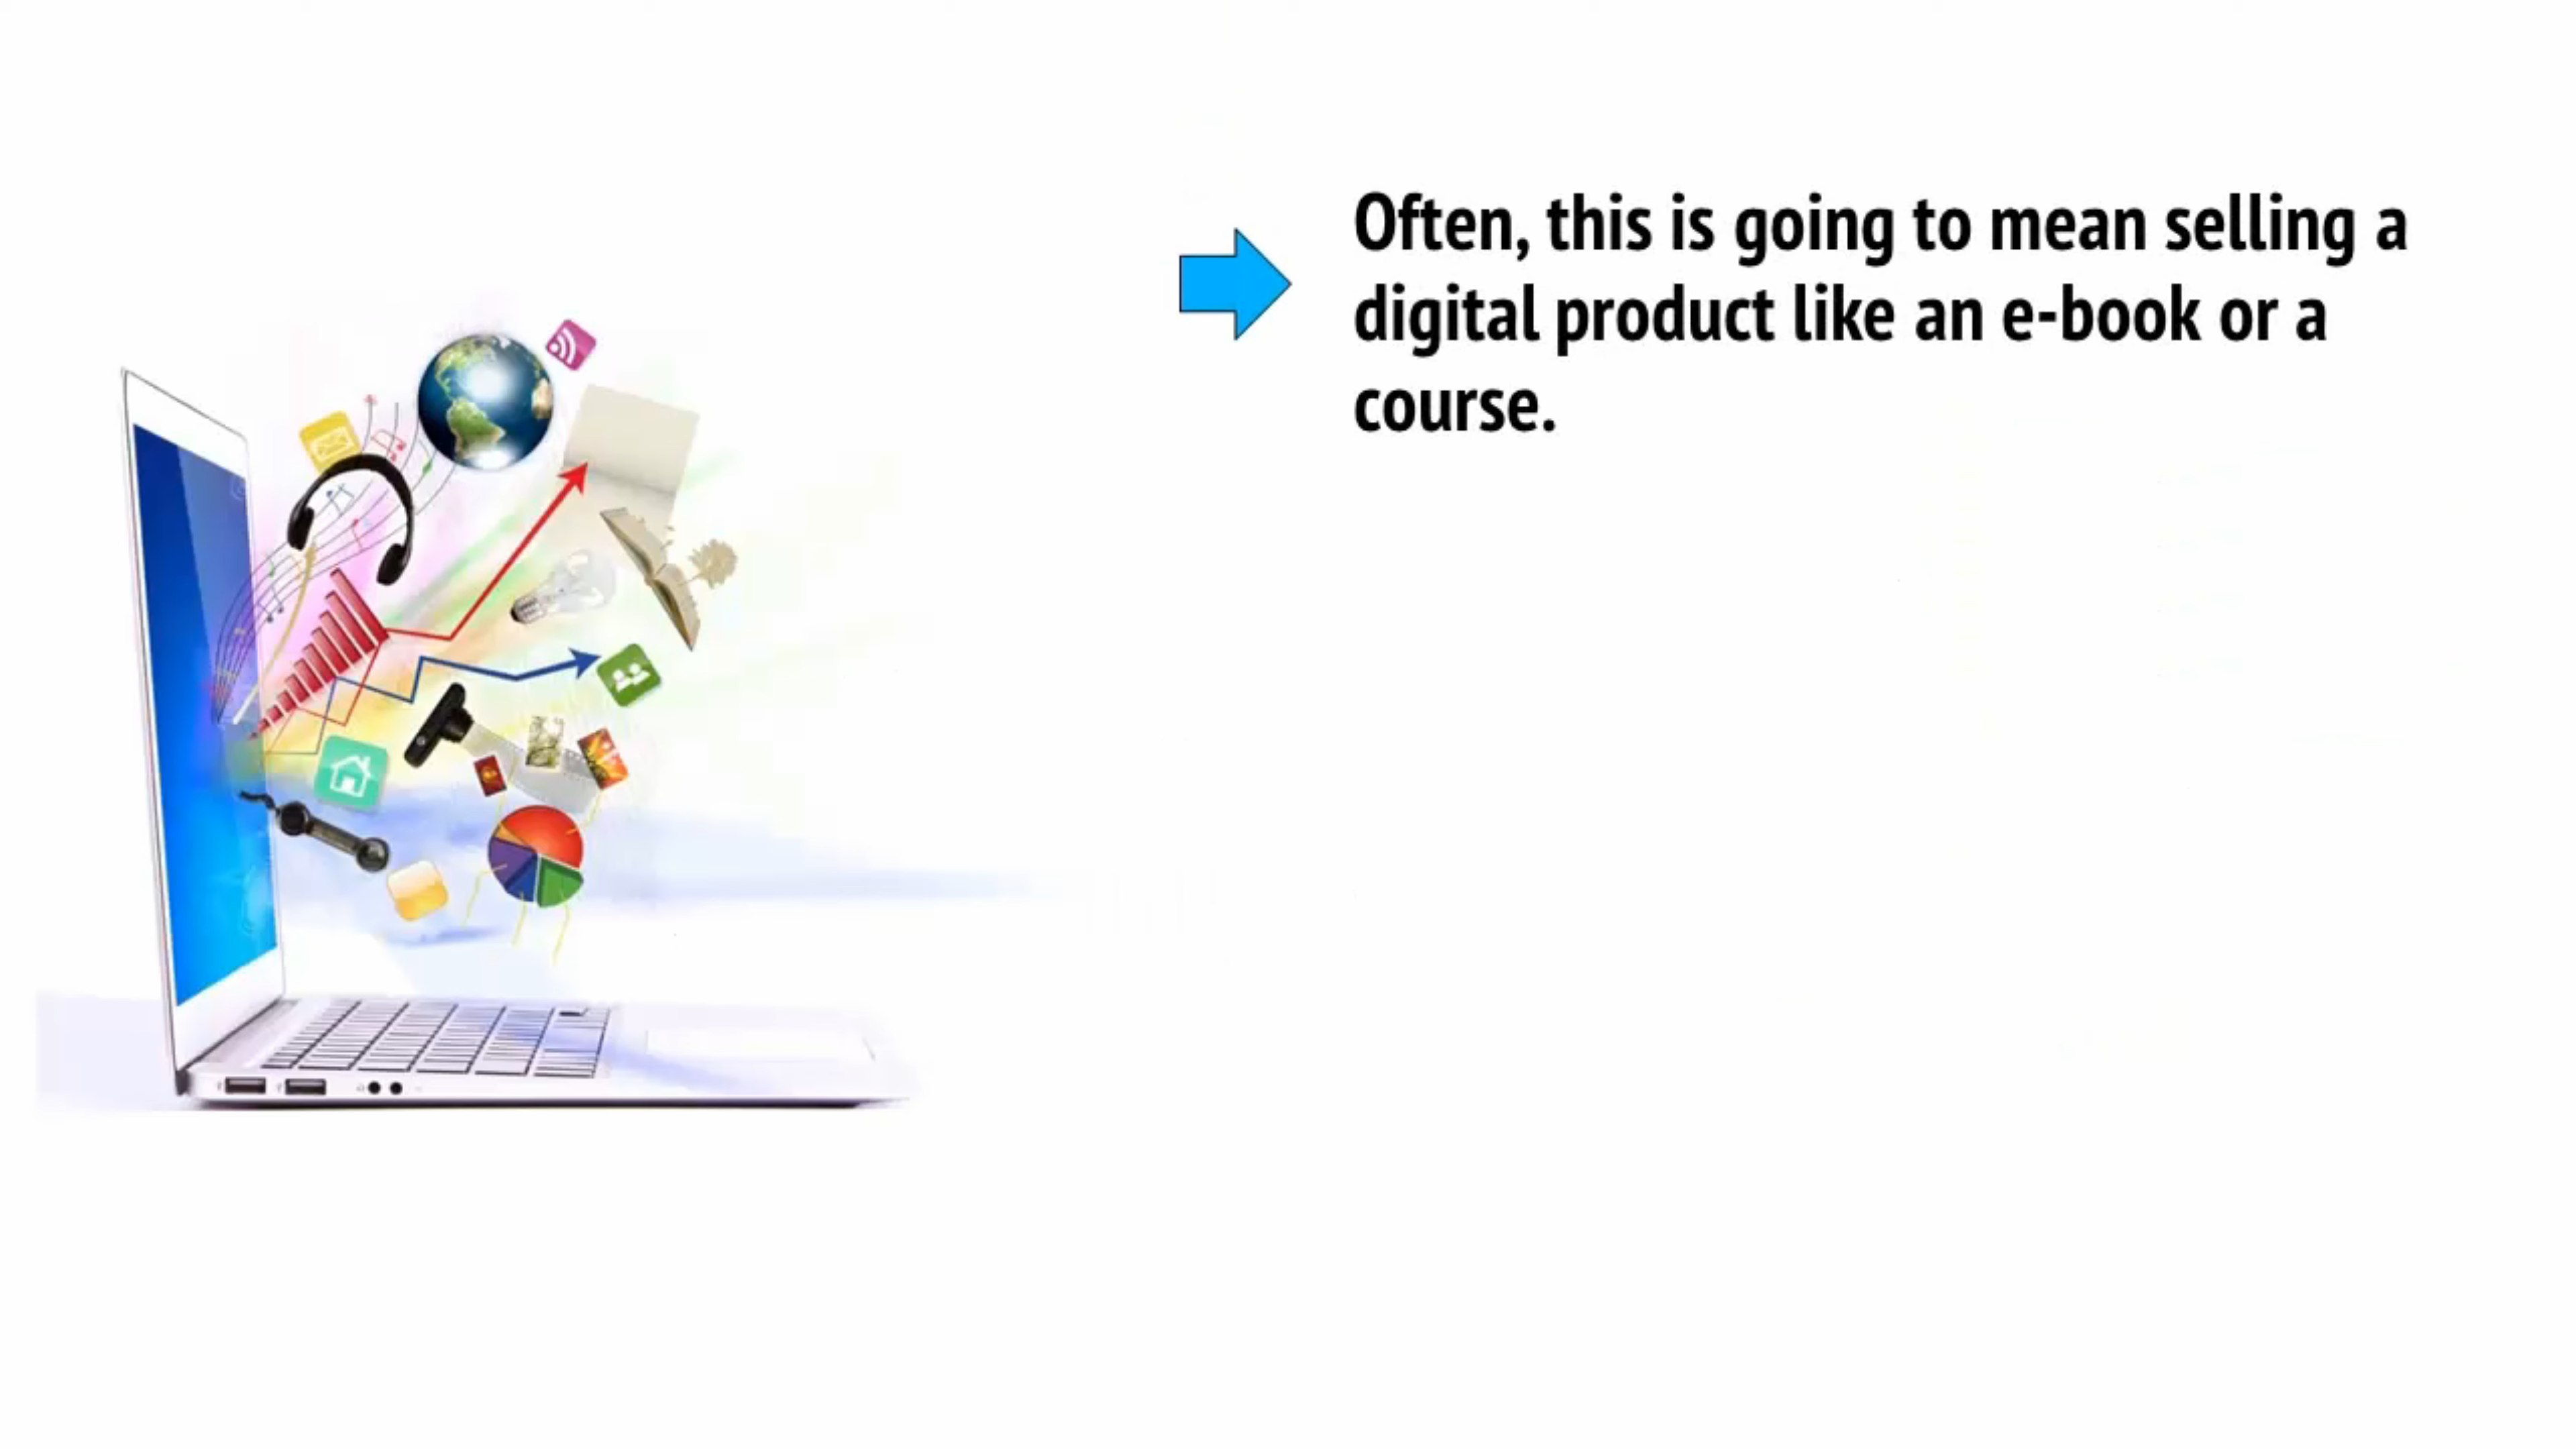 Often, this is going to mean selling a
digital product like an e-book or a
course.